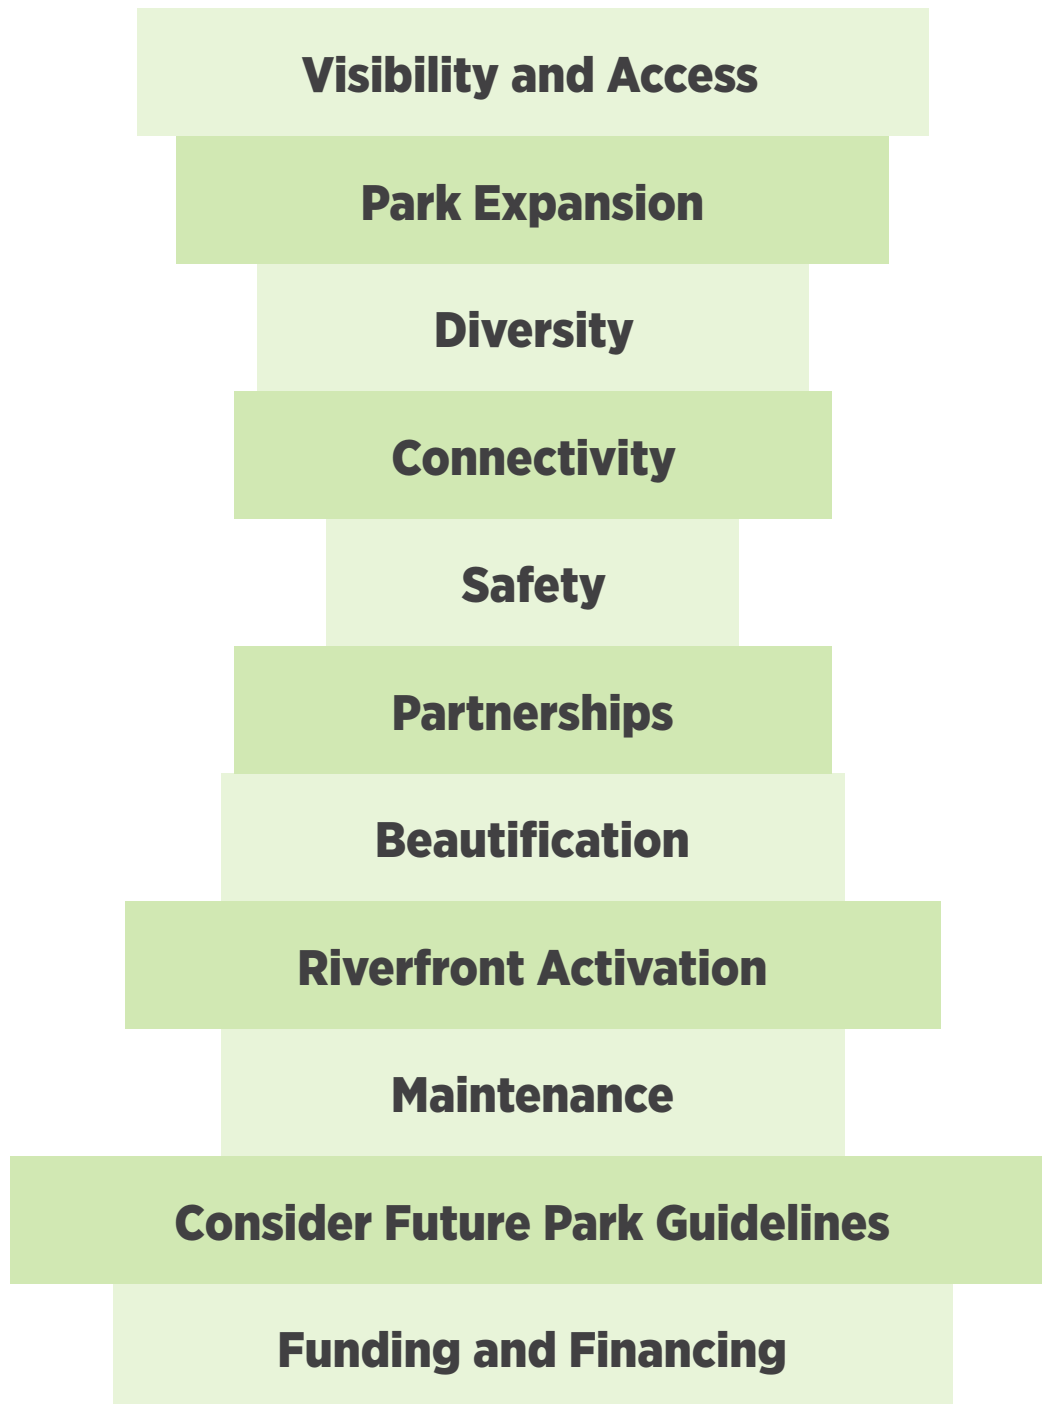 Visibility and Access
Park Expansion
Diversity
Connectivity
Safety
Partnerships
Beautification
Riverfront Activation
Maintenance
Consider Future Park Guidelines
Funding and Financing